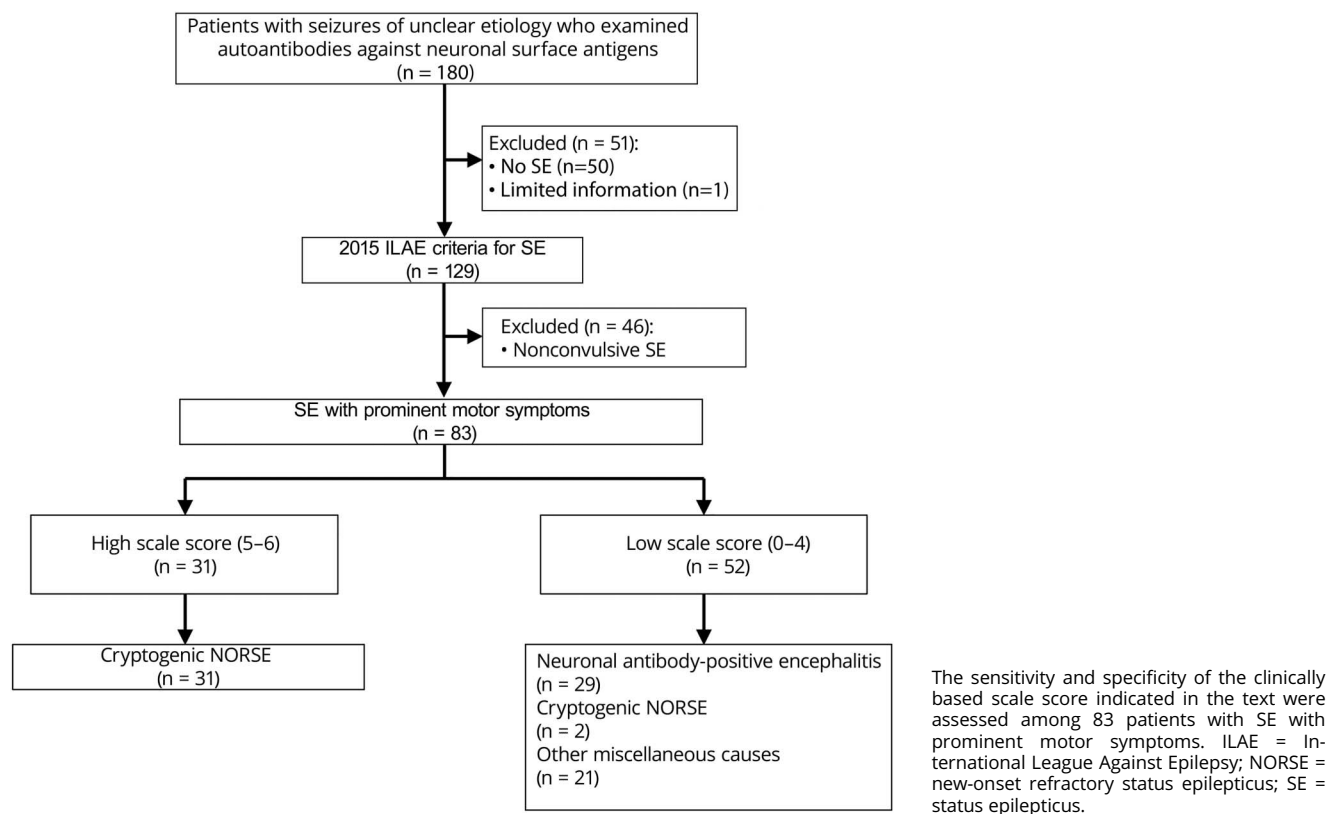 Patients with seizures of unclear etiology who examined
autoantibodies against neuronal surface antigens
(n = 180)
Excluded (n = 51):
• No SE (n=50)
• Limited information (n=1)
2015 ILAE criteria for SE
(n = 129)
Excluded (n = 46):
• Nonconvulsive SE
SE with prominent motor symptoms
(n = 83)
High scale score (5–6)
(n = 31)
Low scale score (0–4)
(n = 52)
Cryptogenic NORSE
(n = 31)
Neuronal antibody-positive encephalitis
(n = 29)
Cryptogenic NORSE
(n = 2)
Other miscellaneous causes
(n = 21)
The sensitivity and specificity of the clinically
based scale score indicated in the text were
assessed among 83 patients with SE with
prominent motor symptoms. ILAE = In-
ternational League Against Epilepsy; NORSE =
new-onset refractory status epilepticus; SE =
status epilepticus.